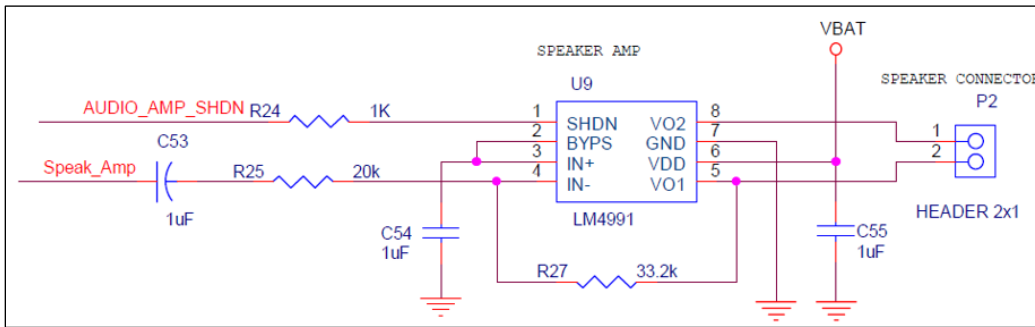 VBAT
SPEAKER AMP
SPEAKER CONNECTOR
U9
P2
AUDIO_AMP_SHDN
R24
1K
1
SHDN
VO2
8
2
BYPS
GND
7
3
IN+
VDD
6
4
IN-
VO1
5
1
2
C53
Speak_Amp
R25
20k
1uF
LM4991
HEADER 2x1
C54
1uF
C55
1uF
R27
33.2k